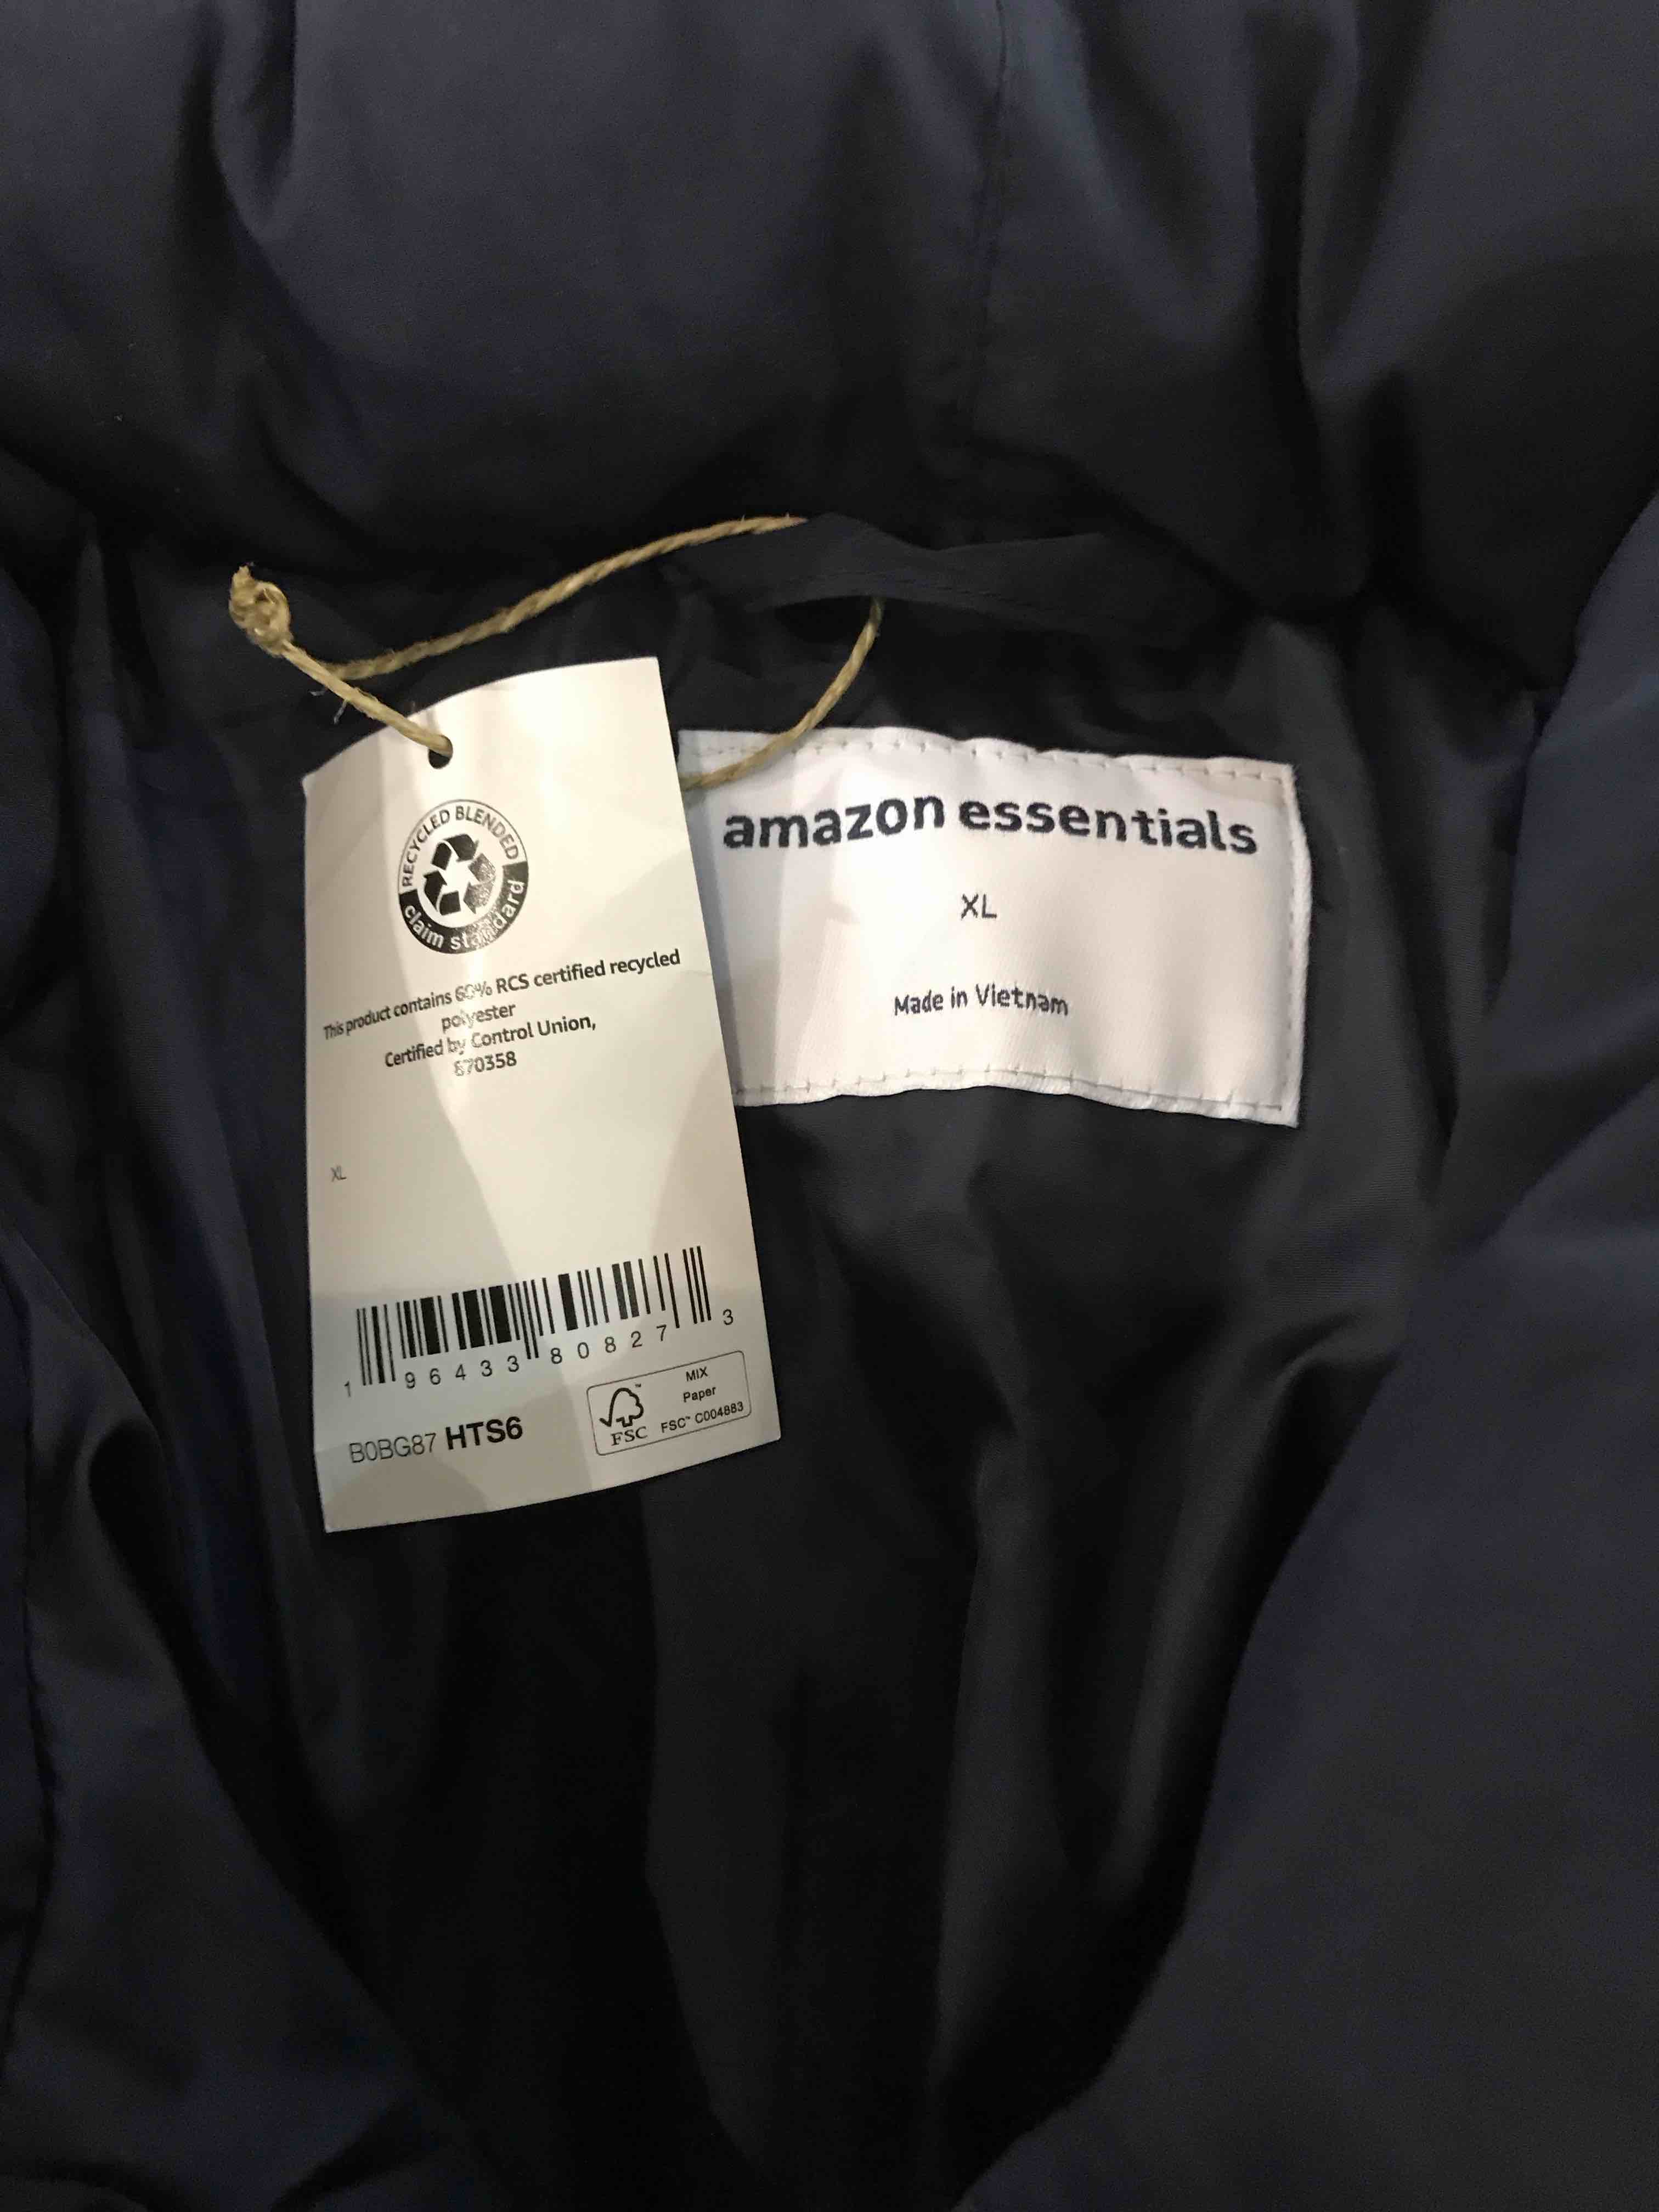 RECYCLED BLENDED
claim standard
This product contains 60% RCS certified recycled
polyester
Certified by Control Union,
870358
XL
1 96433 80827 3
B0BG87 HTS6
FSC
MIX
Paper
FSC™ C004883
amazon essentials
XL
Made in Vietnam